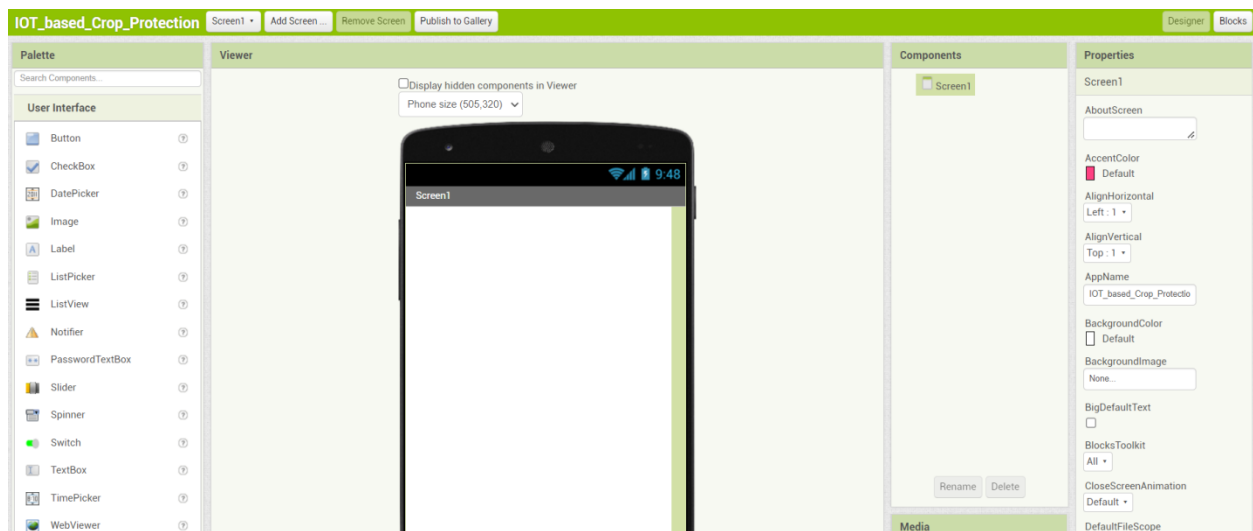 IOT_based_Crop_Protection
Screen1
Add Screen ...
Remove Screen
Publish to Gallery
Designer
Blocks
Palette
Search Components...
User Interface
Button
CheckBox
DatePicker
Image
Label
ListPicker
ListView
Notifier
PasswordTextBox
Slider
Spinner
Switch
TextBox
TimePicker
WebViewer
Viewer
Display hidden components in Viewer
Phone size (505,320)
9:48
Screen1
Components
Screen1
Rename
Delete
Media
Properties
Screen1
AboutScreen
AccentColor
Default
AlignHorizontal
Left : 1
AlignVertical
Top : 1
AppName
IOT_based_Crop_Protectio
BackgroundColor
Default
BackgroundImage
None...
BigDefaultText
BlocksToolkit
All
CloseScreenAnimation
Default
DefaultFileScope